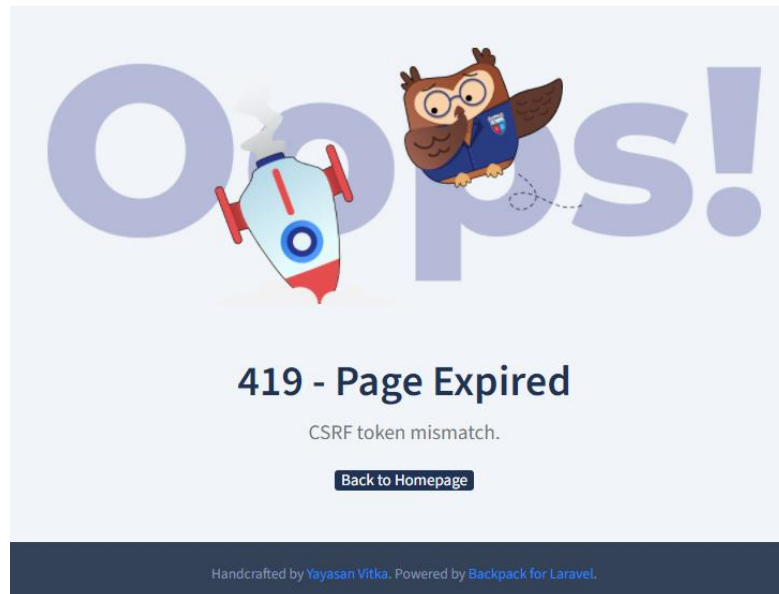 Oops!
419 - Page Expired
CSRF token mismatch.
Back to Homepage
Handcrafted by Yayasan Vitka. Powered by Backpack for Laravel.